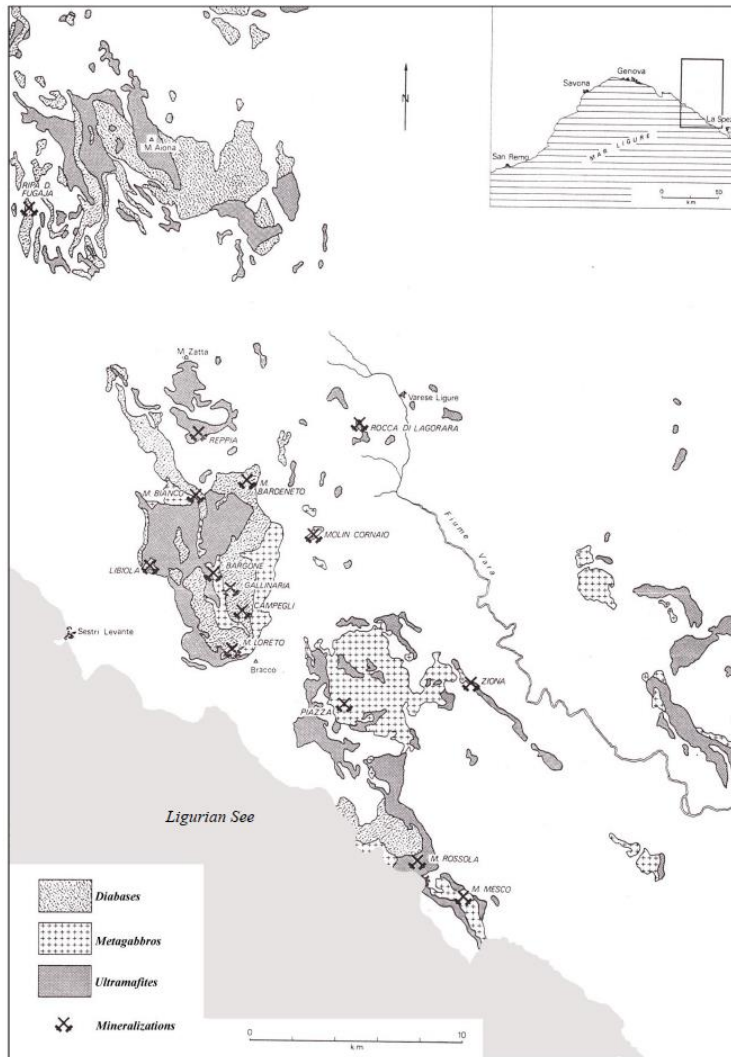 N
Genova
Savona
La Spez
San Remo
MAR LIGURE
0 50
km
M. Aiona
RIPA D.
FUGAJA
M. Zatta
Varese Ligure
REPPIA
ROCCA DI LAGORARA
M.
BARDENETO
M. BIANCO
MOLIN CORNAIO
Fiume Vara
LIBIOLA
BARGONE
GALLINARIA
CAMPEGLI
Sestri Levante
M. LORETO
Bracco
ZIONA
PIAZZA
Ligurian See
M. ROSSOLA
M. MESCO
Diabases
Metagabbros
Ultramafites
Mineralizations
0 10
km